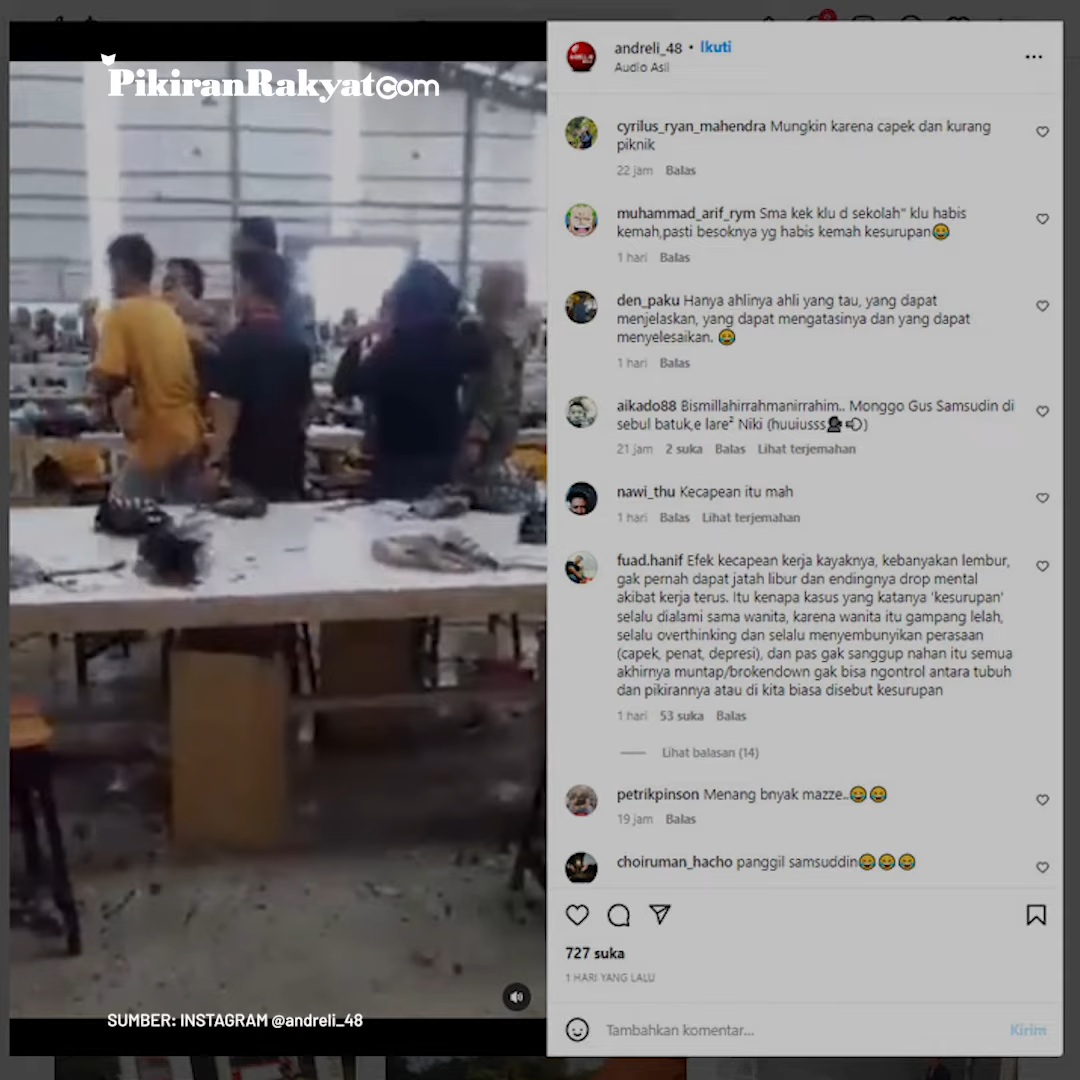 PikiranRakyat.com
andreli_48 • Ikuti
Audio Asli
cyrilus_ryan_mahendra Mungkin karena capek dan kurang
piknik
22 jam Balas
muhammad_arif_rym Sma kek klu d sekolah" klu habis
kemah,pasti besoknya yg habis kemah kesurupan😂
1 hari Balas
den_paku Hanya ahlinya ahli yang tau, yang dapat
menjelaskan, yang dapat mengatasinya dan yang dapat
menyelesaikan. 😂
1 hari Balas
aikado88 Bismillahirrahmanirrahim.. Monggo Gus Samsudin di
sebul batuk,e lare² Niki (huuiusss🗣💨)
21 jam 2 suka Balas Lihat terjemahan
nawi_thu Kecapean itu mah
1 hari Balas Lihat terjemahan
fuad.hanif Efek kecapean kerja kayaknya, kebanyakan lembur,
gak pernah dapat jatah libur dan endingnya drop mental
akibat kerja terus. Itu kenapa kasus yang katanya 'kesurupan'
selalu dialami sama wanita, karena wanita itu gampang lelah,
selalu overthinking dan selalu menyembunyikan perasaan
(capek, penat, depresi), dan pas gak sanggup nahan itu semua
akhirnya muntap/brokendown gak bisa ngontrol antara tubuh
dan pikirannya atau di kita biasa disebut kesurupan
1 hari 53 suka Balas
Lihat balasan (14)
petrikpinson Menang bnyak mazze..😂😂
19 jam Balas
choiruman_hacho panggil samsuddin😂😂😂
727 suka
1 HARI YANG LALU
Tambahkan komentar... Kirim
SUMBER: INSTAGRAM @andreli_48